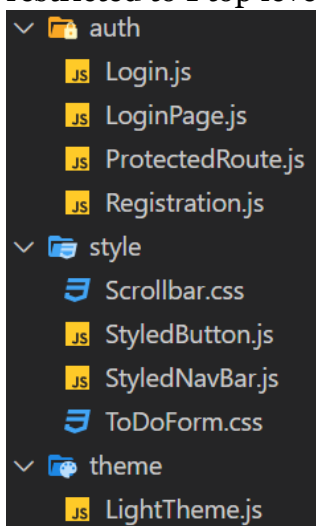 auth
JS Login.js
JS LoginPage.js
JS ProtectedRoute.js
JS Registration.js
style
Scrollbar.css
JS StyledButton.js
JS StyledNavBar.js
ToDoForm.css
theme
JS LightTheme.js